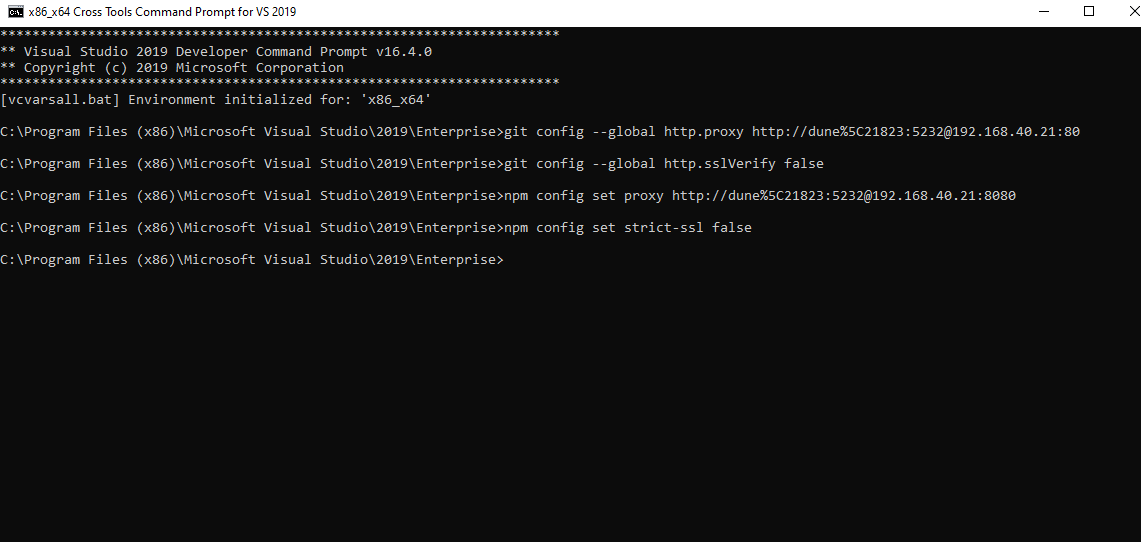 x86_x64 Cross Tools Command Prompt for VS 2019
**********************************************************************
** Visual Studio 2019 Developer Command Prompt v16.4.0
** Copyright (c) 2019 Microsoft Corporation
**********************************************************************
[vcvarsall.bat] Environment initialized for: 'x86_x64'
C:\Program Files (x86)\Microsoft Visual Studio\2019\Enterprise>git config --global http.proxy http://dune%5C21823:5232@192.168.40.21:80
C:\Program Files (x86)\Microsoft Visual Studio\2019\Enterprise>git config --global http.sslVerify false
C:\Program Files (x86)\Microsoft Visual Studio\2019\Enterprise>npm config set proxy http://dune%5C21823:5232@192.168.40.21:8080
C:\Program Files (x86)\Microsoft Visual Studio\2019\Enterprise>npm config set strict-ssl false
C:\Program Files (x86)\Microsoft Visual Studio\2019\Enterprise>